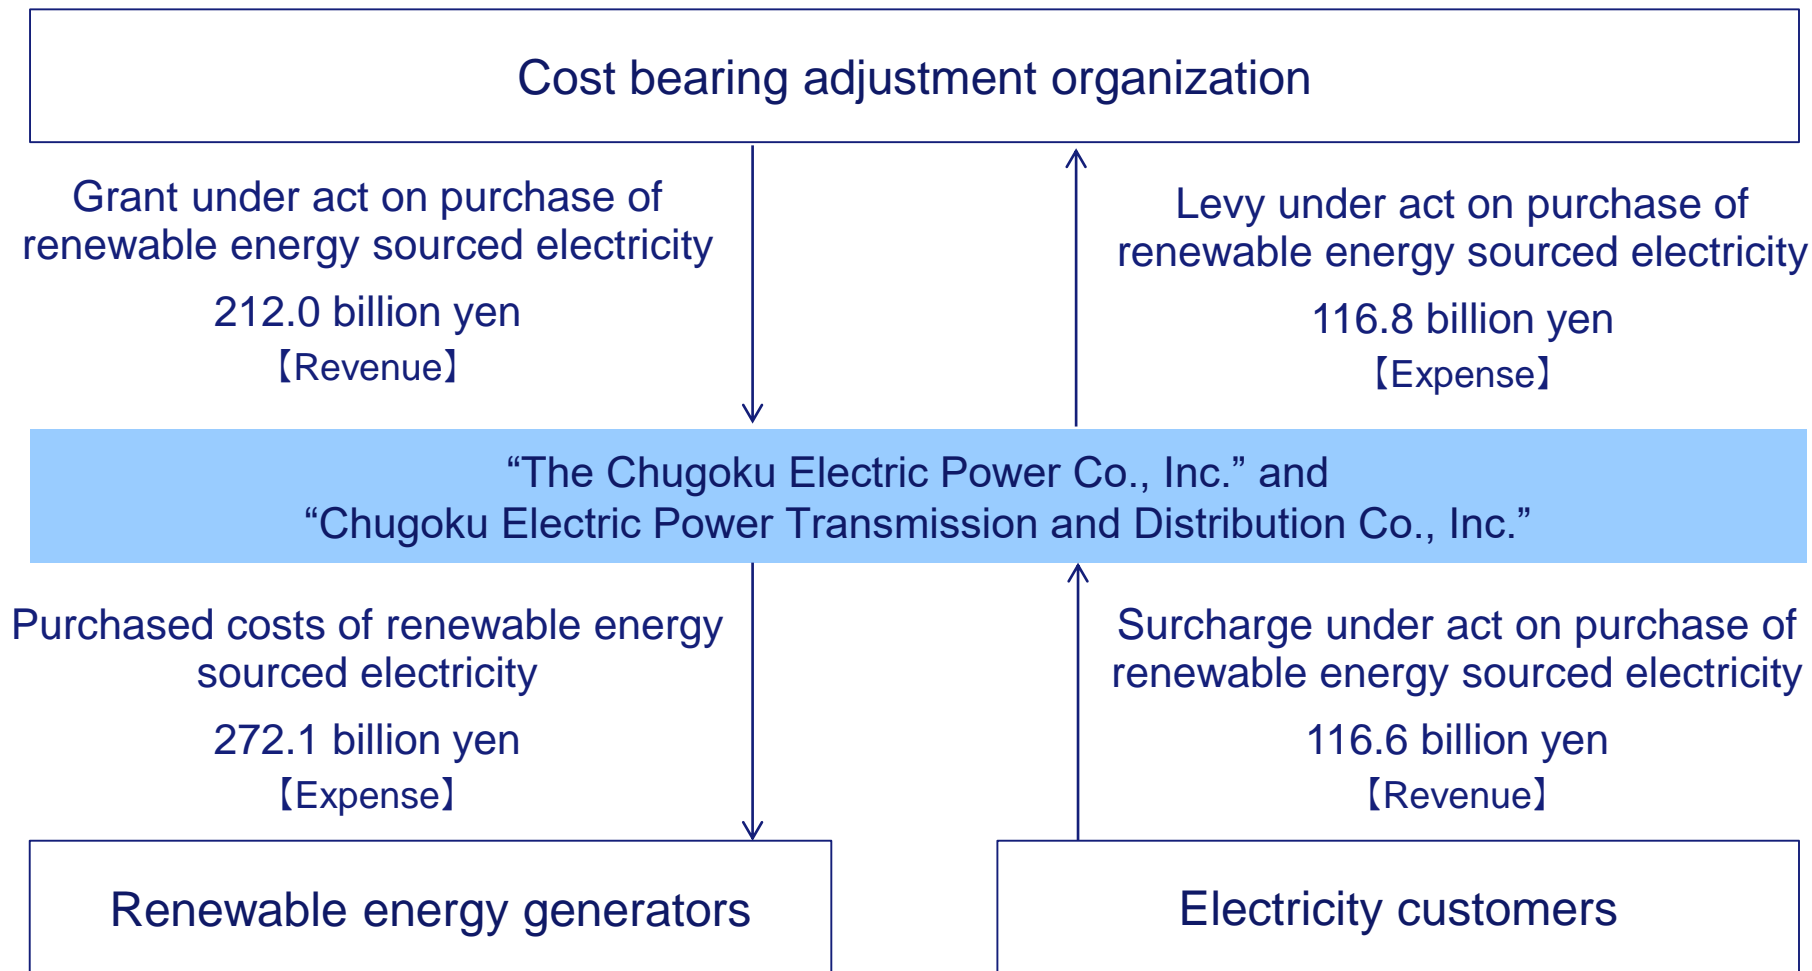 Cost bearing adjustment organization
Grant under act on purchase of
renewable energy sourced electricity
212.0 billion yen
【Revenue】
Levy under act on purchase of
renewable energy sourced electricity
116.8 billion yen
【Expense】
“The Chugoku Electric Power Co., Inc.” and
“Chugoku Electric Power Transmission and Distribution Co., Inc.”
Purchased costs of renewable energy
sourced electricity
272.1 billion yen
【Expense】
Surcharge under act on purchase of
renewable energy sourced electricity
116.6 billion yen
【Revenue】
Renewable energy generators
Electricity customers